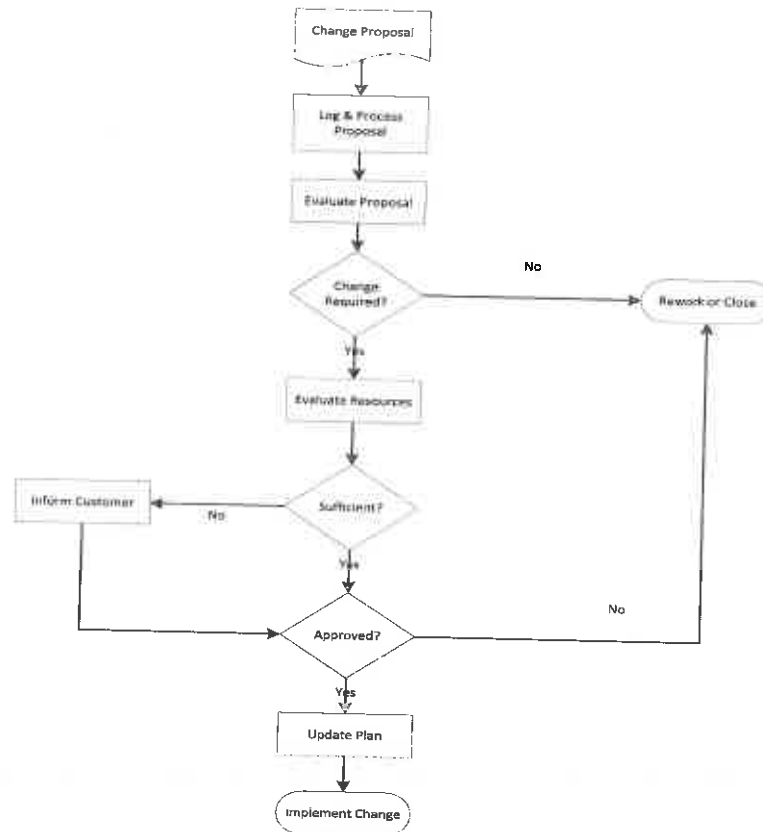 Change Proposal
Log & Process
Proposal
Evaluate Proposal
Change
Required?
No
Rework or Close
Yes
Evaluate Resources
Inform Customer
No
Sufficient?
Yes
Approved?
No
Yes
Update Plan
Implement Change